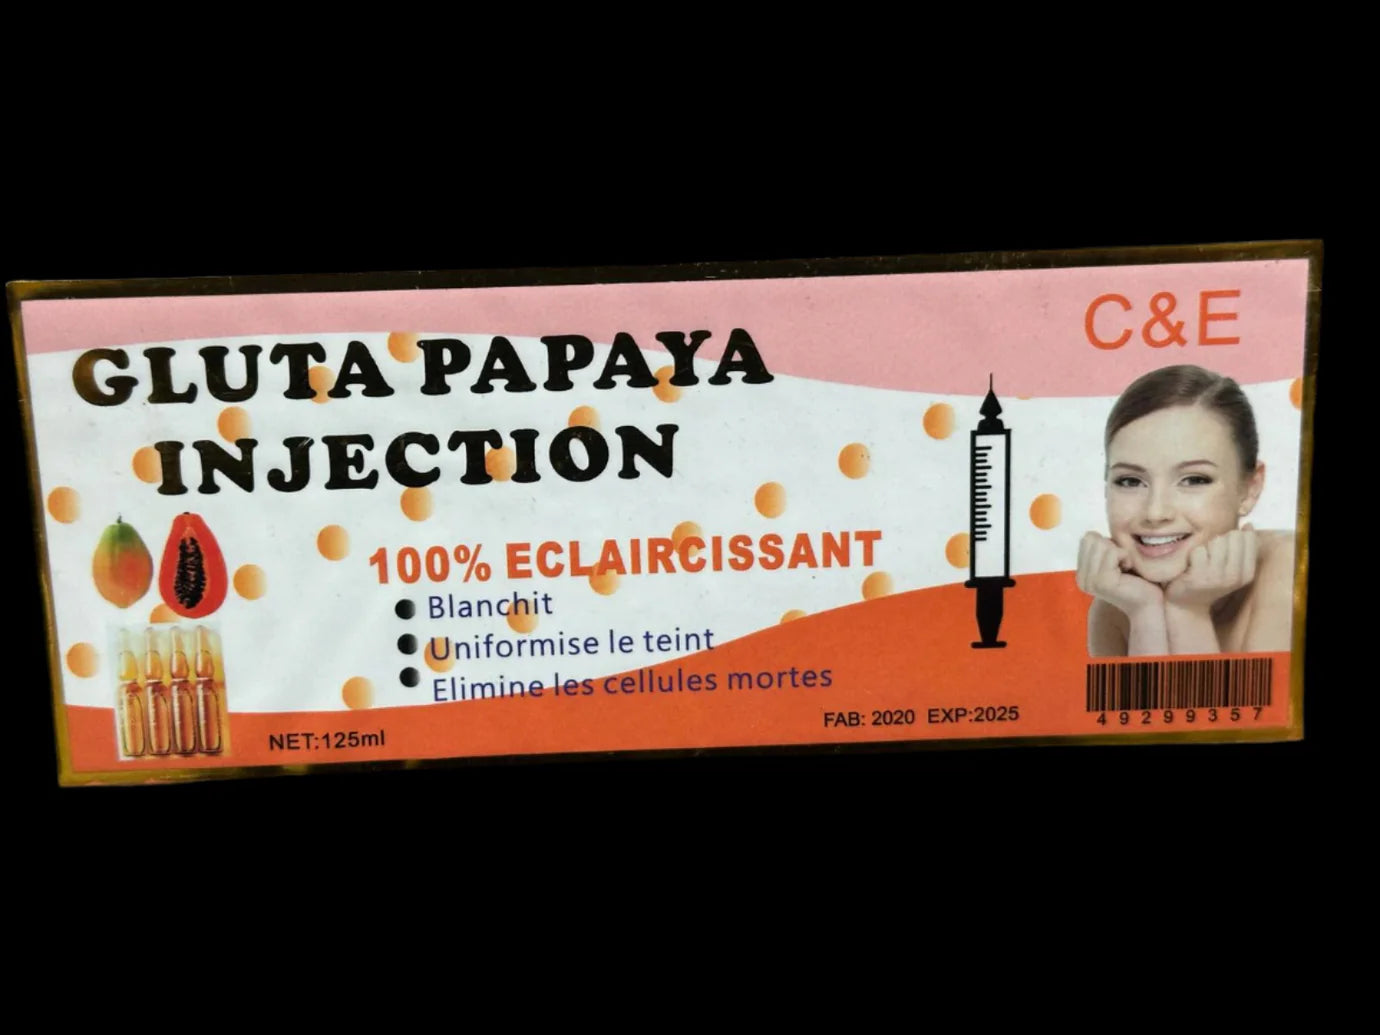 C&E
GLUTA PAPAYA
INJECTION
100% ECLAIRCISSANT
● Blanchit
● Uniformise le teint
● Elimine les cellules mortes
NET:125ml
FAB: 2020 EXP:2025
49299357